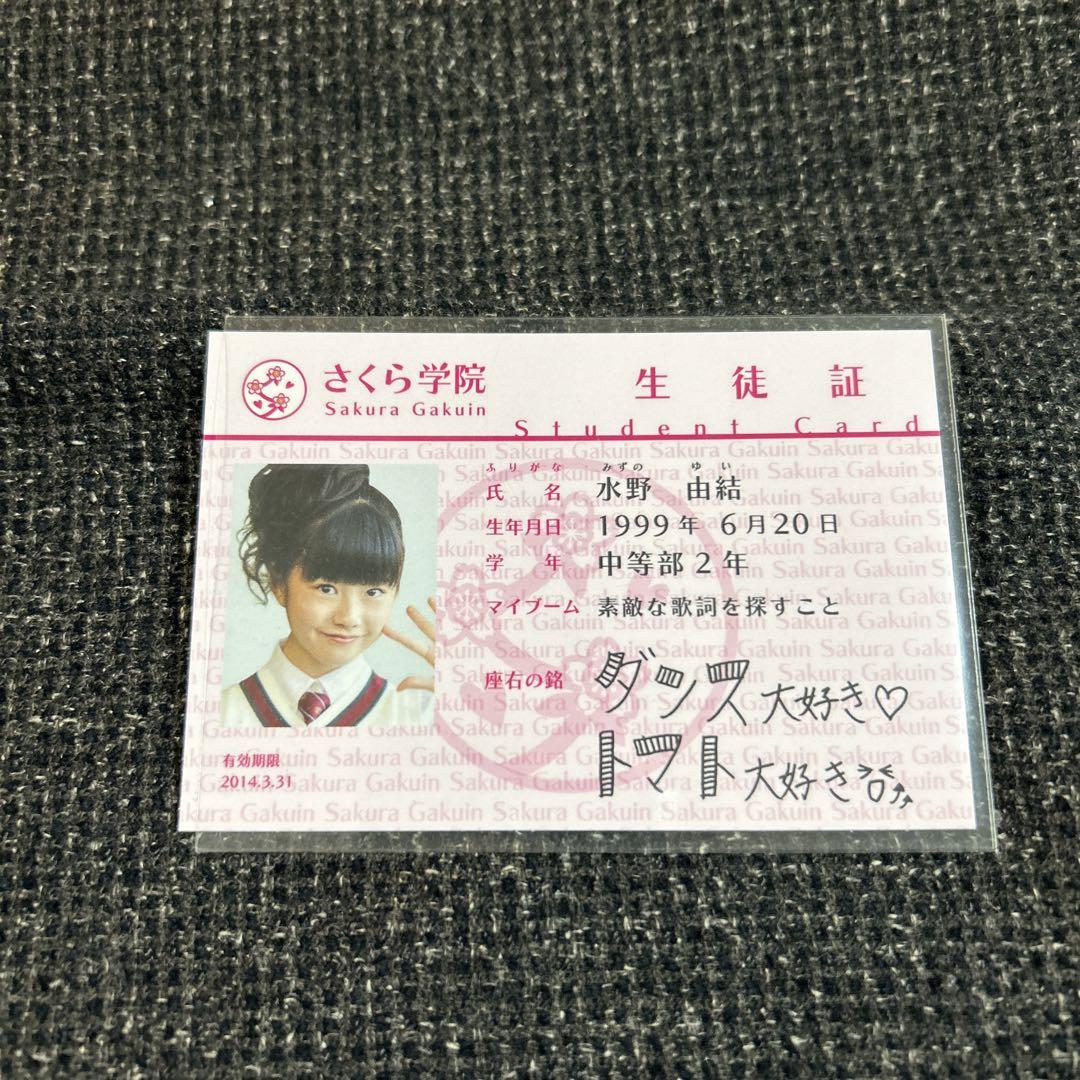 さくら学院
Sakura Gakuin
生徒証
Student Card
ふりがな みずの ゆい
氏名 水野 由結
生年月日 1999年 6月20日
学年 中等部2年
マイブーム 素敵な歌詞を探すこと
座右の銘 ダンス大好き♡
トマト大好き
有効期限
2014.3.31